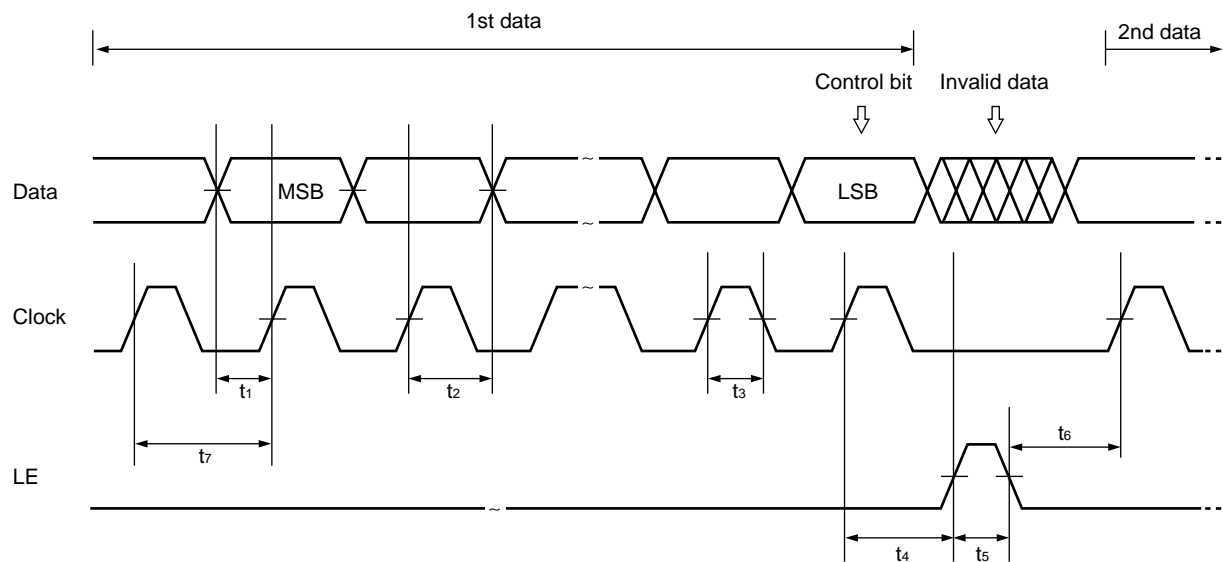 1st data
2nd data
Control bit
Invalid data
Data
MSB
LSB
Clock
t1
t2
t3
t7
t6
LE
t4
t5